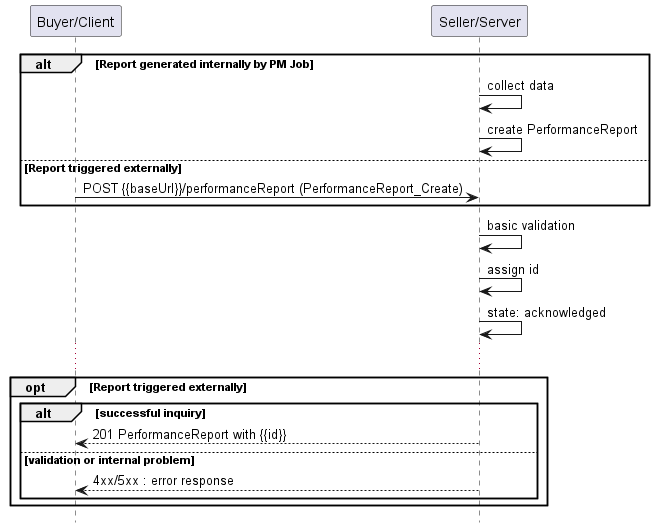 Buyer/Client
Seller/Server
alt
[Report generated internally by PM Job]
collect data
create PerformanceReport
[Report triggered externally]
POST {{baseUrl}}/performanceReport (PerformanceReport_Create)
basic validation
assign id
state: acknowledged
opt
[Report triggered externally]
alt
[successful inquiry]
201 PerformanceReport with {{id}}
[validation or internal problem]
4xx/5xx : error response